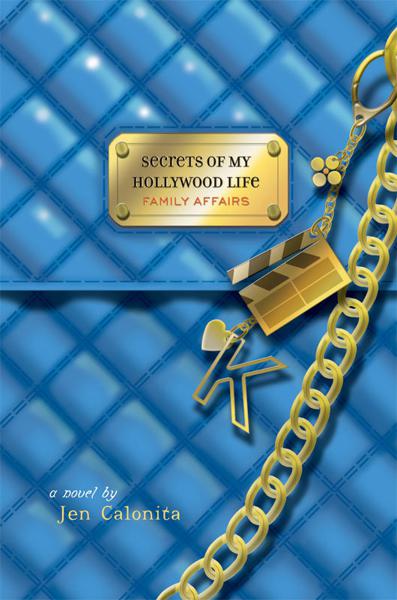 secrets of my
Hollywood Life
FAMILY AFFAIRS
K
a novel by
Jen Calonita